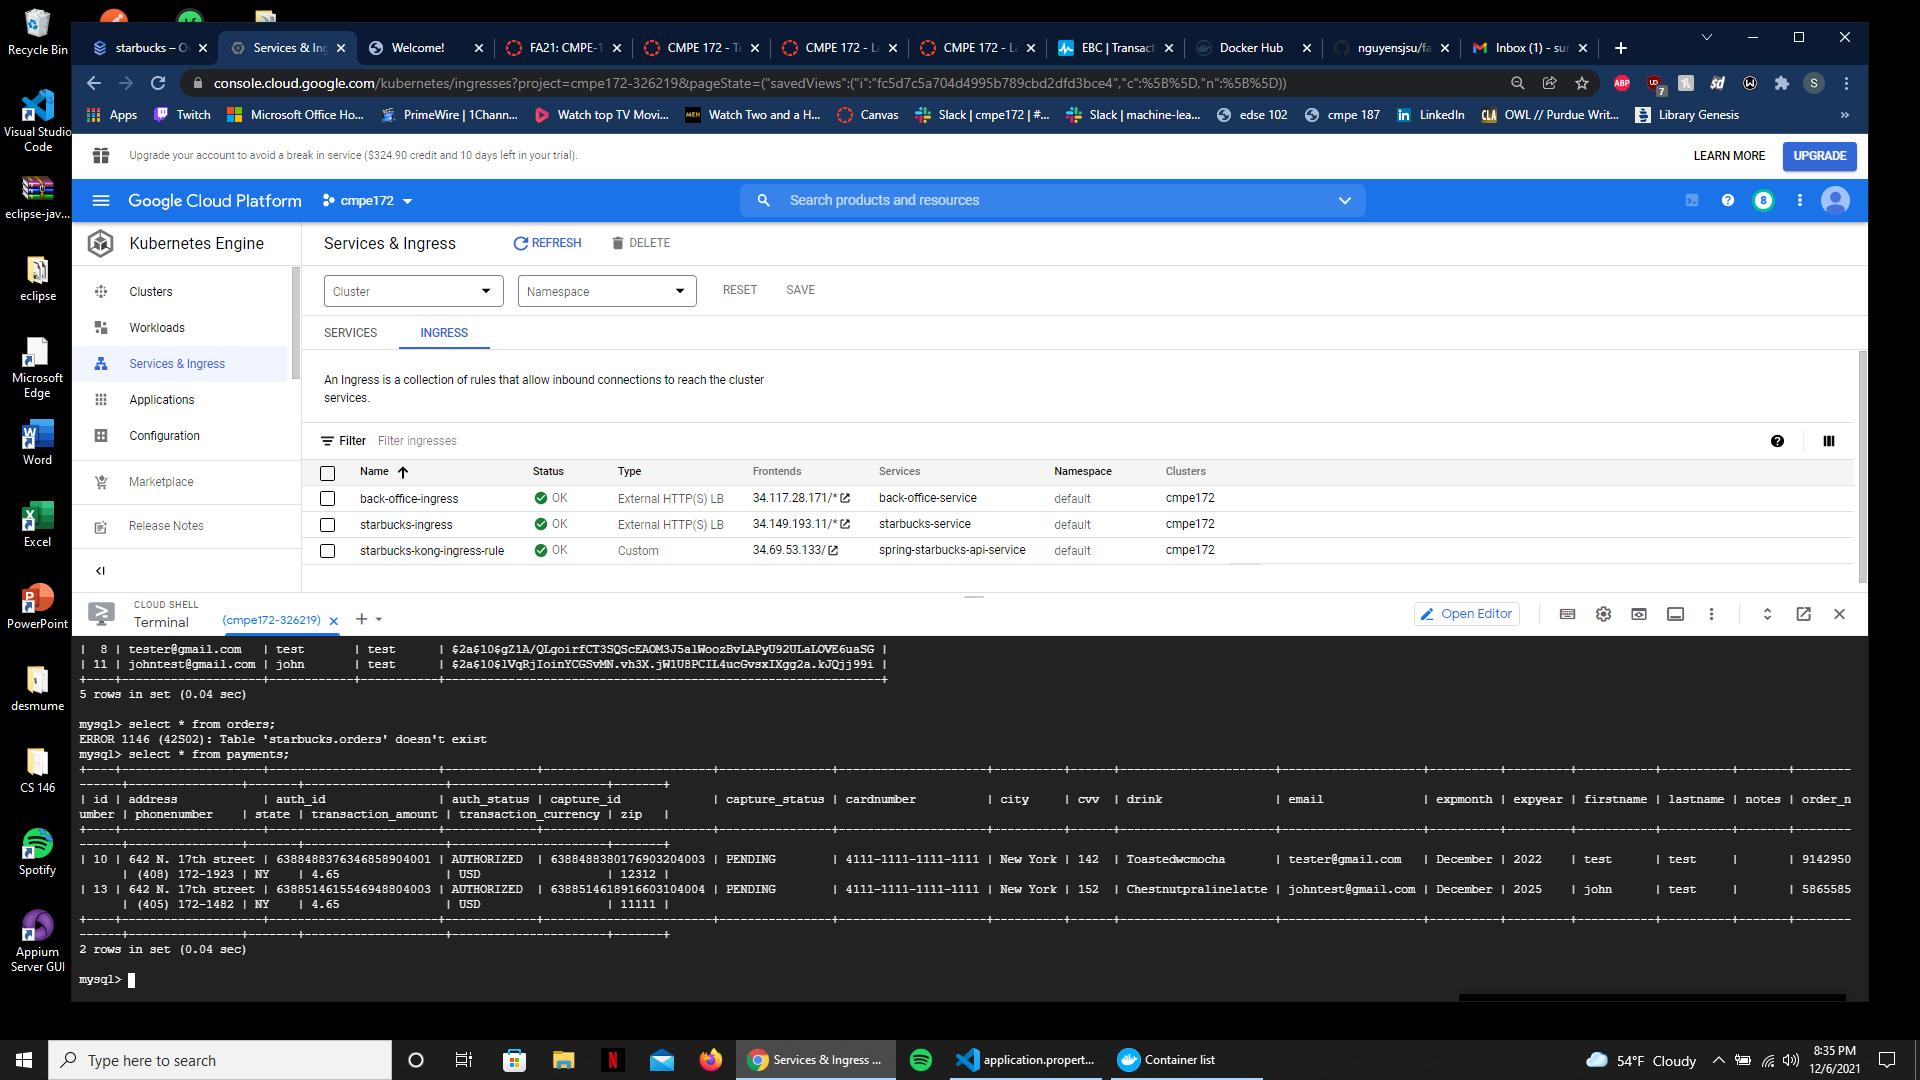 Recycle Bin
Visual Studio Code
eclipse-jav...
eclipse
Microsoft Edge
Word
Excel
PowerPoint
desmume
CS 146
Spotify
Appium Server GUI
starbucks – O
Services & Ing
Welcome!
FA21: CMPE-1
CMPE 172 - Te
CMPE 172 - La
CMPE 172 - La
EBC | Transact
Docker Hub
nguyensjsu/fa
Inbox (1) - sur
console.cloud.google.com/kubernetes/ingresses?project=cmpe172-326219&pageState=("savedViews":("i":"fc5d7c5a704d4995b789cbd2dfd3bce4","c":%5B%5D,"n":%5B%5D))
ABP
7
S
Apps
Twitch
Microsoft Office Ho...
PrimeWire | 1Chann...
Watch top TV Movi...
Watch Two and a H...
Canvas
Slack | cmpe172 | #...
Slack | machine-lea...
edse 102
cmpe 187
LinkedIn
OWL // Purdue Writ...
Library Genesis
»
Upgrade your account to avoid a break in service ($324.90 credit and 10 days left in your trial).
LEARN MORE
UPGRADE
Google Cloud Platform
cmpe172
Search products and resources
8
Kubernetes Engine
Services & Ingress
REFRESH
DELETE
Clusters
Workloads
Services & Ingress
Applications
Configuration
Marketplace
Release Notes
Cluster
Namespace
RESET
SAVE
SERVICES
INGRESS
An Ingress is a collection of rules that allow inbound connections to reach the cluster
services.
Filter Filter ingresses
Name Status Type Frontends Services Namespace Clusters
back-office-ingress OK External HTTP(S) LB 34.117.28.171/* back-office-service default cmpe172
starbucks-ingress OK External HTTP(S) LB 34.149.193.11/* starbucks-service default cmpe172
starbucks-kong-ingress-rule OK Custom 34.69.53.133/ spring-starbucks-api-service default cmpe172
CLOUD SHELL
Terminal
(cmpe172-326219)
Open Editor
| 8 | tester@gmail.com | test | test | $2a$10$gZ1A/QLgoirfCT3SQScEAOM3J5alWoozBvLAPyU92ULaLOVE6uaSG |
| 11 | johntest@gmail.com | john | test | $2a$10$lVqRjIoinYCGSvMN.vh3X.jW1U8PCIL4ucGvsxIXgg2a.kJQjj99i |
5 rows in set (0.04 sec)
mysql> select * from orders;
ERROR 1146 (42S02): Table 'starbucks.orders' doesn't exist
mysql> select * from payments;
| id | address | auth_id | auth_status | capture_id | capture_status | cardnumber | city | cvv | drink | email | expmonth | expyear | firstname | lastname | notes | order_n
umber | phonenumber | state | transaction_amount | transaction_currency | zip |
| 10 | 642 N. 17th street | 6388488376346858904001 | AUTHORIZED | 6388488380176903204003 | PENDING | 4111-1111-1111-1111 | New York | 142 | Toastedwcmocha | tester@gmail.com | December | 2022 | test | test | | 9142950
| (408) 172-1923 | NY | 4.65 | USD | 12312 |
| 13 | 642 N. 17th street | 6388514615546948804003 | AUTHORIZED | 6388514618916603104004 | PENDING | 4111-1111-1111-1111 | New York | 152 | Chestnutpralinelatte | johntest@gmail.com | December | 2025 | john | test | | 5865585
| (405) 172-1482 | NY | 4.65 | USD | 11111 |
2 rows in set (0.04 sec)
mysql>
Type here to search
Services & Ingress ...
application.propert...
Container list
54°F Cloudy
8:35 PM
12/6/2021